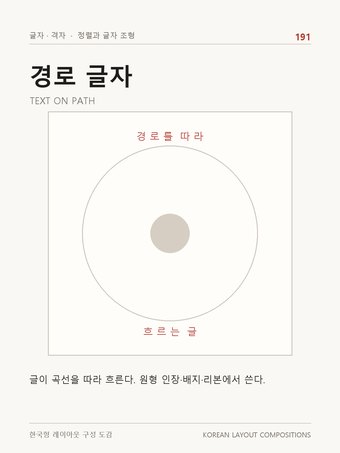 글자 · 격자 · 정렬과 글자 조형
191
경로 글자
TEXT ON PATH
경로를 따라
흐르는 글
글이 곡선을 따라 흐른다. 원형 인장·배지·리본에서 쓴다.
한국형 레이아웃 구성 도감
KOREAN LAYOUT COMPOSITIONS